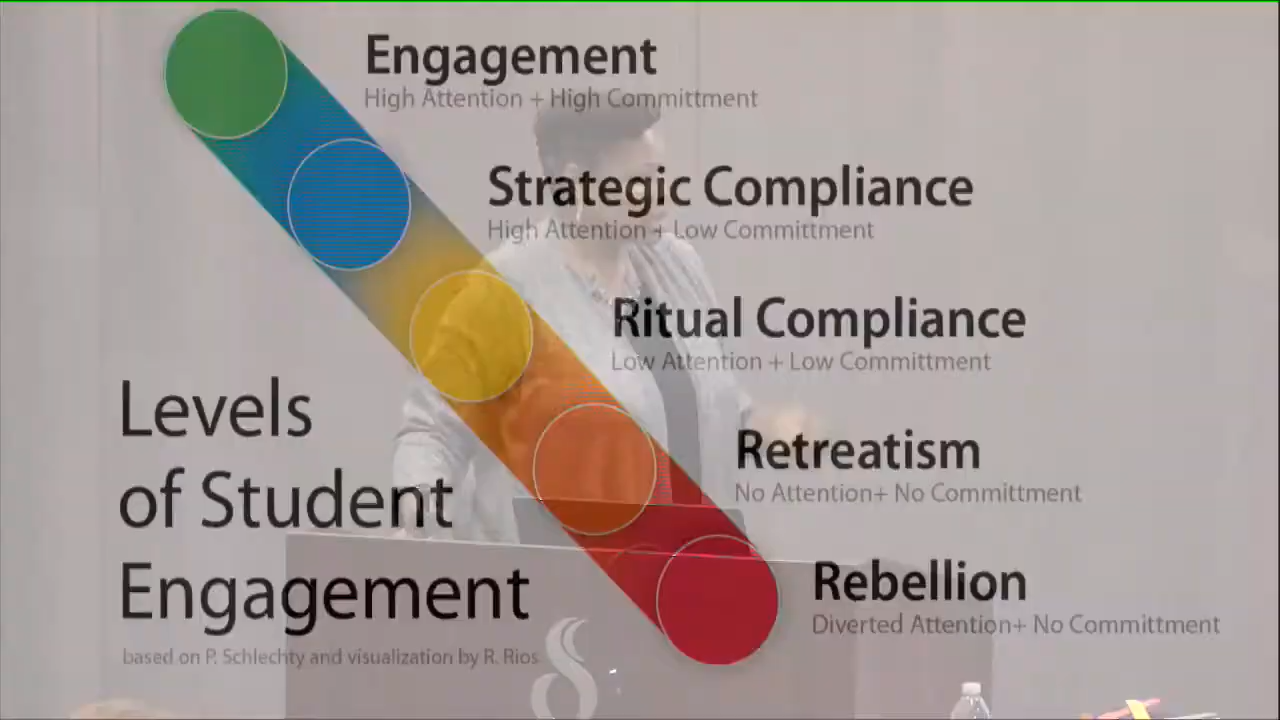 Engagement
High Attention + High Committment
Strategic Compliance
High Attention + Low Committment
Ritual Compliance
Low Attention + Low Committment
Retreatism
No Attention+ No Committment
Rebellion
Diverted Attention+ No Committment
Levels
of Student
Engagement
based on P. Schlechty and visualization by R. Rios